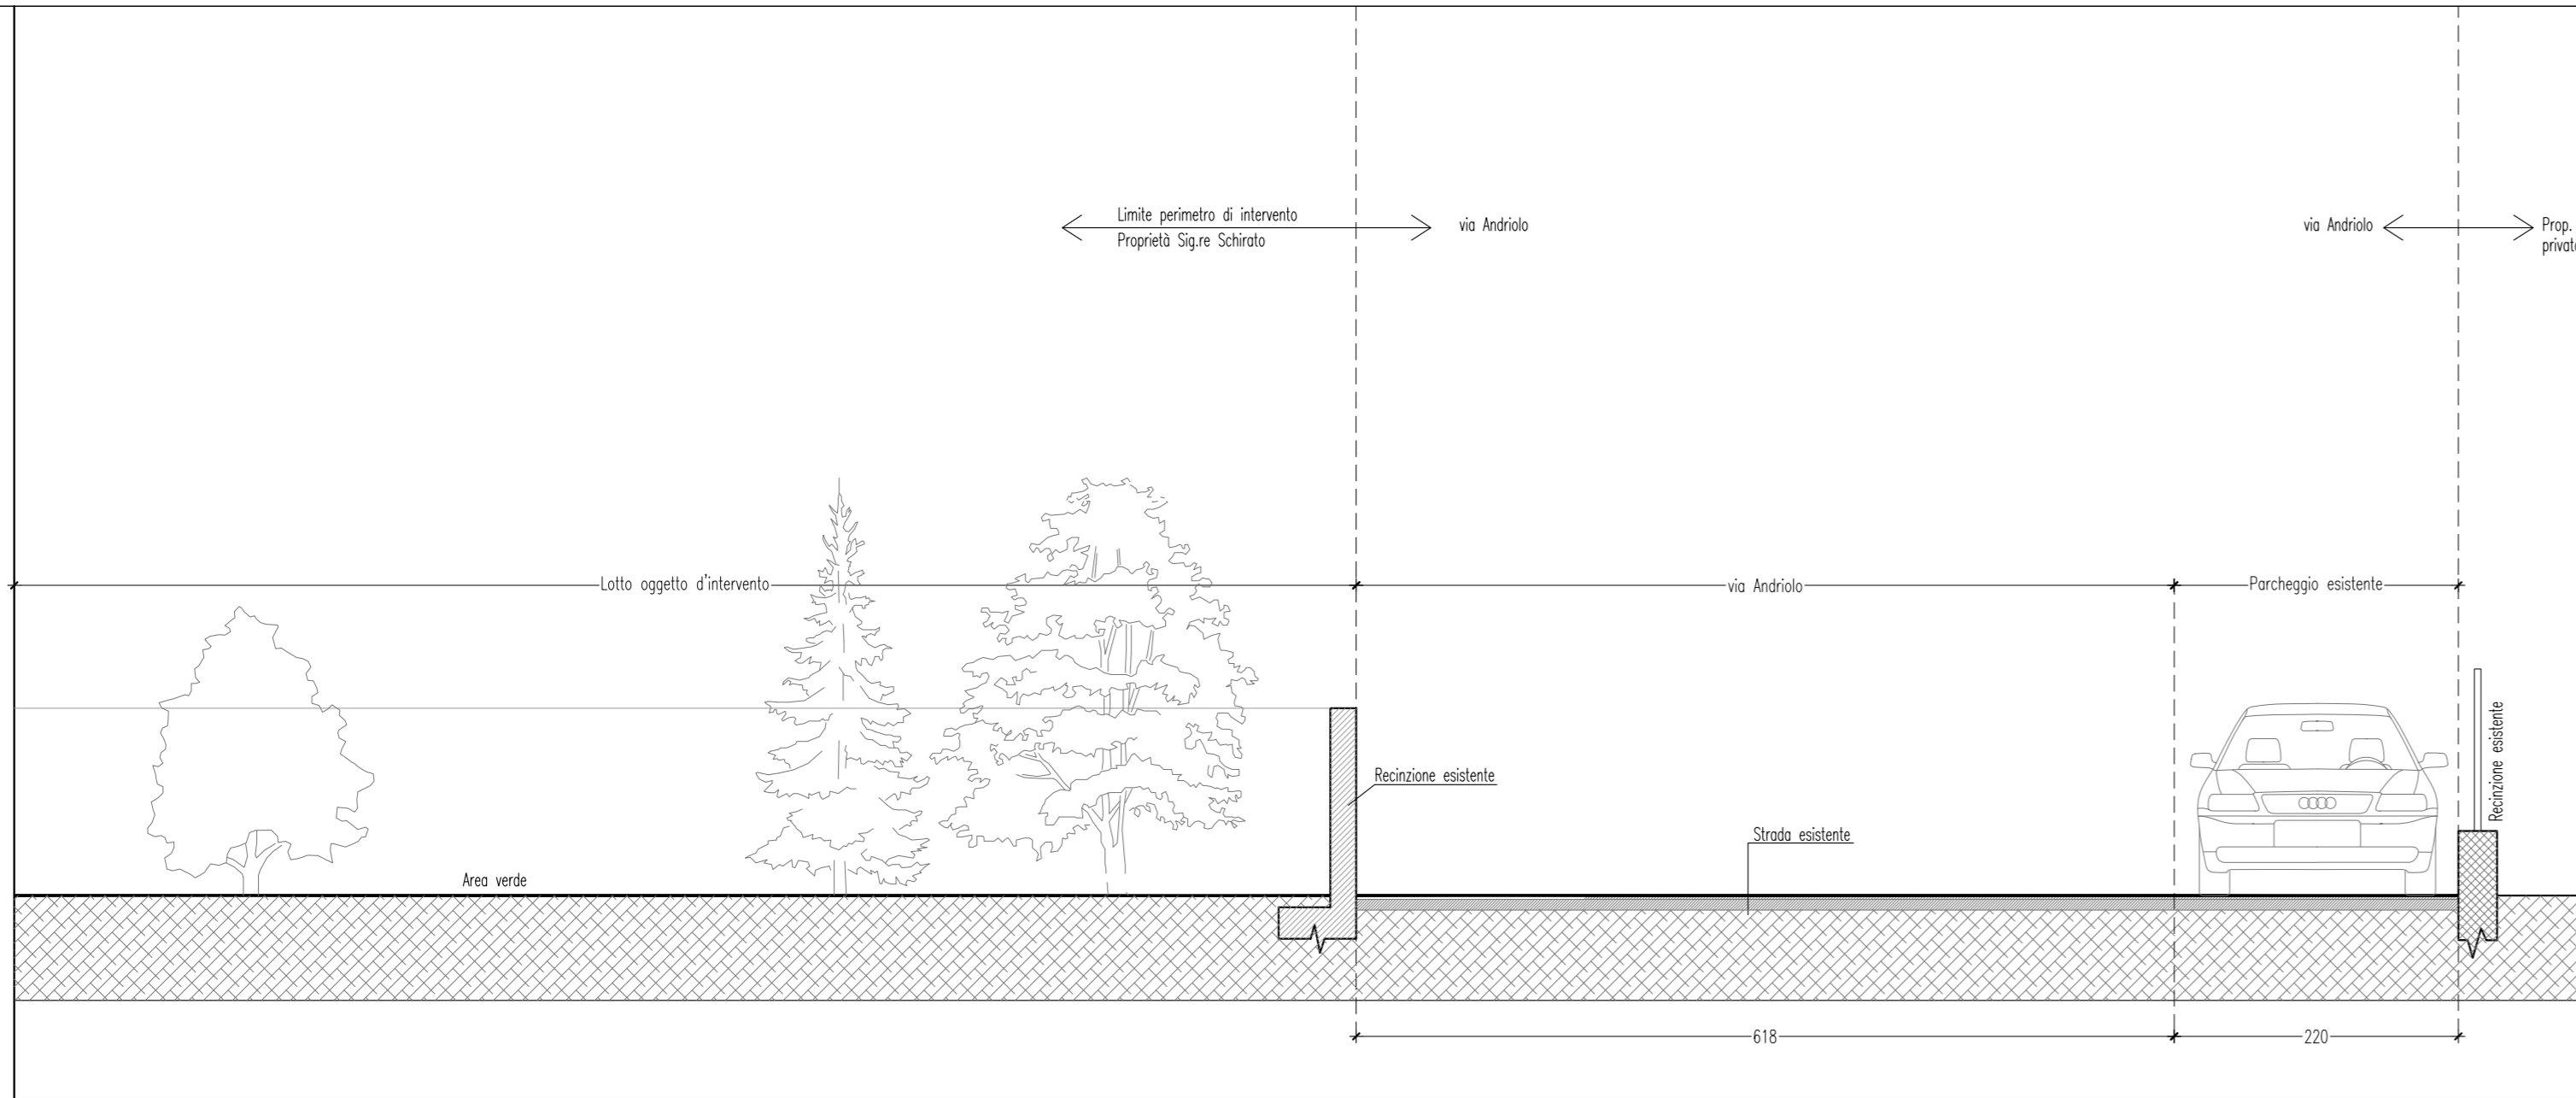 Limite perimetro di intervento
Proprietà Sig.re Schirato
via Andriolo
via Andriolo
Prop.
Lotto oggetto d'intervento
via Andriolo
Parcheggio esistente
Recinzione esistente
Recinzione esistente
Strada esistente
Area verde
618
220